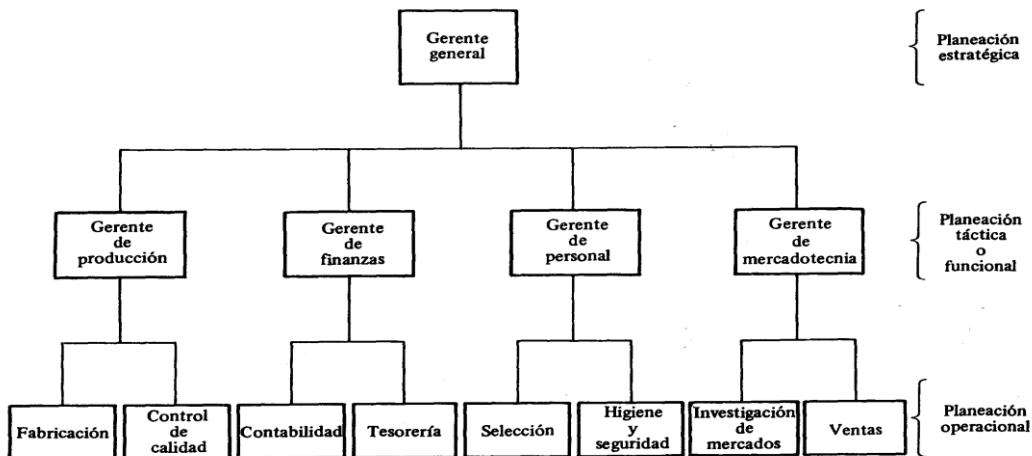 Gerente
general
Planeación
estratégica
Gerente
de
producción
Gerente
de
finanzas
Gerente
de
personal
Gerente
de
mercadotecnia
Planeación
táctica
o
funcional
Fabricación
Control
de
calidad
Contabilidad
Tesorería
Selección
Higiene
y
seguridad
Investigación
de
mercados
Ventas
Planeación
operacional